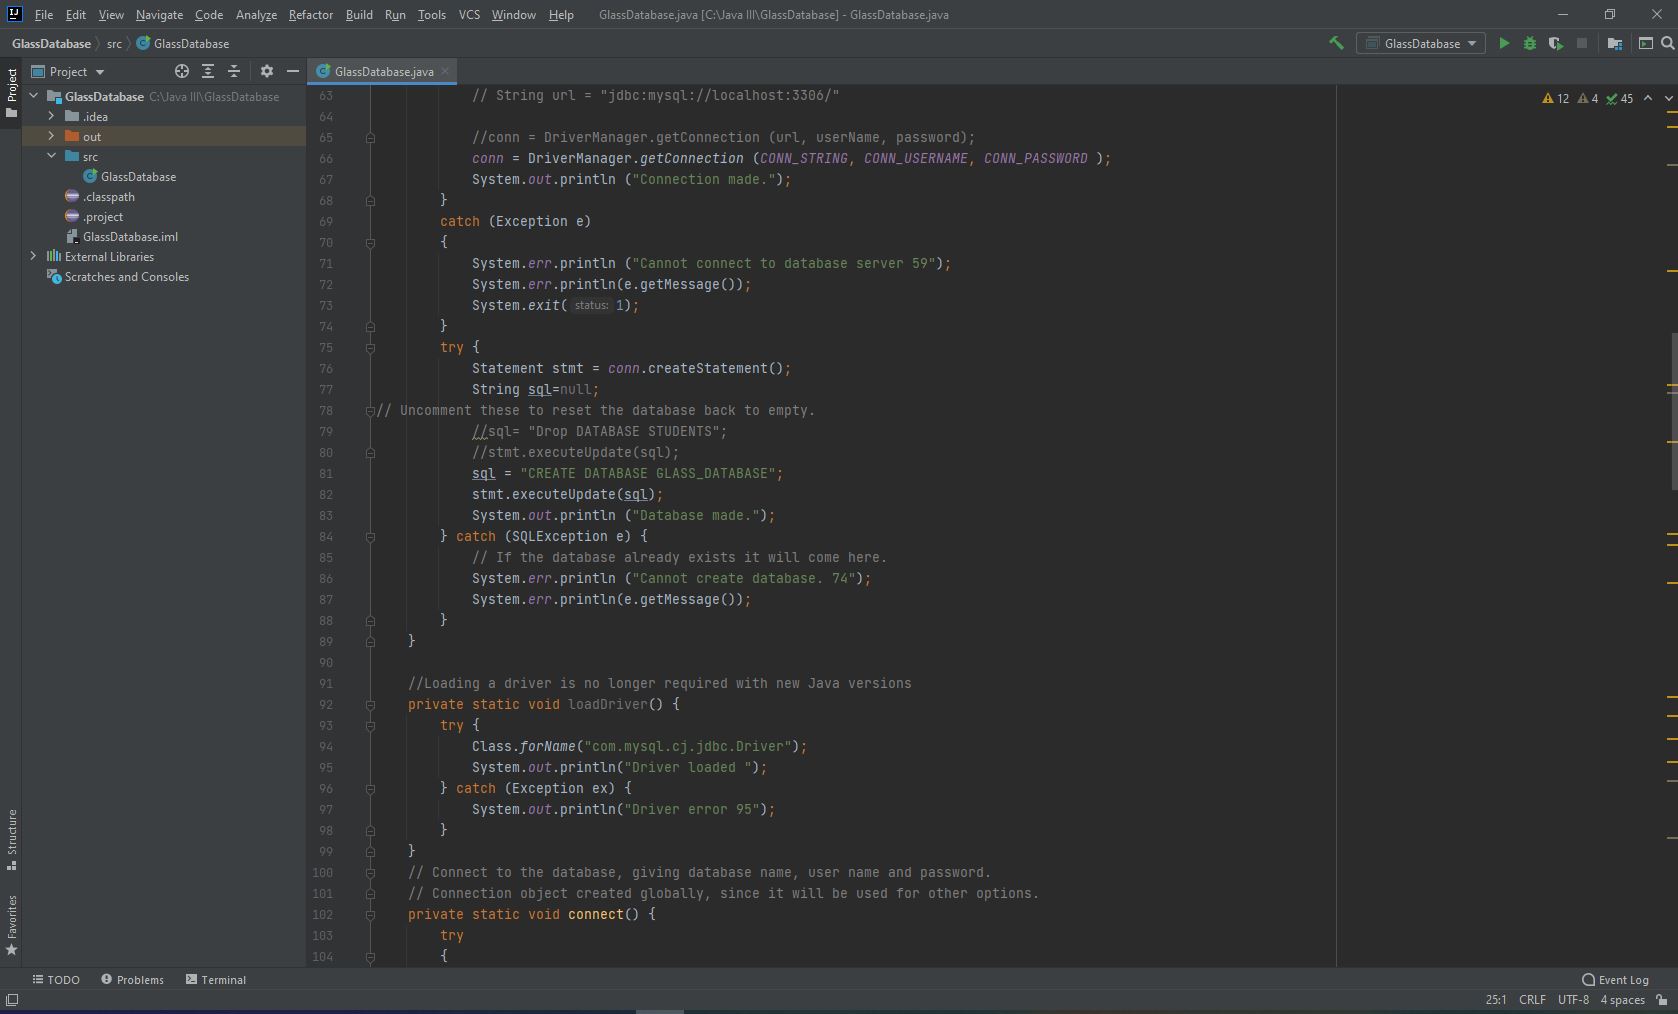 File Edit View Navigate Code Analyze Refactor Build Run Tools VCS Window Help GlassDatabase.java [C:\Java III\GlassDatabase] - GlassDatabase.java
GlassDatabase src GlassDatabase
GlassDatabase
Project
Project
GlassDatabase C:\Java III\GlassDatabase
.idea
out
src
GlassDatabase
.classpath
.project
GlassDatabase.iml
External Libraries
Scratches and Consoles
Structure
Favorites
GlassDatabase.java
12 4 45
63 // String url = "jdbc:mysql://localhost:3306/"
64
65 //conn = DriverManager.getConnection (url, userName, password);
66 conn = DriverManager.getConnection (CONN_STRING, CONN_USERNAME, CONN_PASSWORD );
67 System.out.println ("Connection made.");
68 }
69 catch (Exception e)
70 {
71 System.err.println ("Cannot connect to database server 59");
72 System.err.println(e.getMessage());
73 System.exit( status: 1);
74 }
75 try {
76 Statement stmt = conn.createStatement();
77 String sql=null;
78 // Uncomment these to reset the database back to empty.
79 //sql= "Drop DATABASE STUDENTS";
80 //stmt.executeUpdate(sql);
81 sql = "CREATE DATABASE GLASS_DATABASE";
82 stmt.executeUpdate(sql);
83 System.out.println ("Database made.");
84 } catch (SQLException e) {
85 // If the database already exists it will come here.
86 System.err.println ("Cannot create database. 74");
87 System.err.println(e.getMessage());
88 }
89 }
90
91 //Loading a driver is no longer required with new Java versions
92 private static void loadDriver() {
93 try {
94 Class.forName("com.mysql.cj.jdbc.Driver");
95 System.out.println("Driver loaded ");
96 } catch (Exception ex) {
97 System.out.println("Driver error 95");
98 }
99 }
100 // Connect to the database, giving database name, user name and password.
101 // Connection object created globally, since it will be used for other options.
102 private static void connect() {
103 try
104 {
TODO Problems Terminal Event Log
25:1 CRLF UTF-8 4 spaces